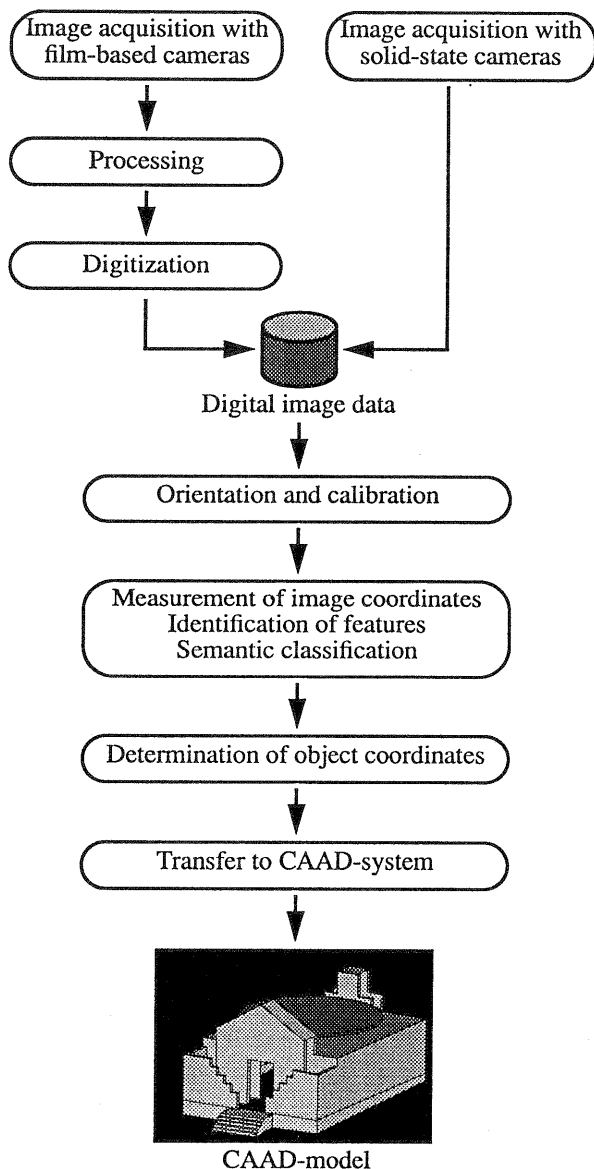 Image acquisition with
film-based cameras
Image acquisition with
solid-state cameras
Processing
Digitization
Digital image data
Orientation and calibration
Measurement of image coordinates
Identification of features
Semantic classification
Determination of object coordinates
Transfer to CAAD-system
CAAD-model